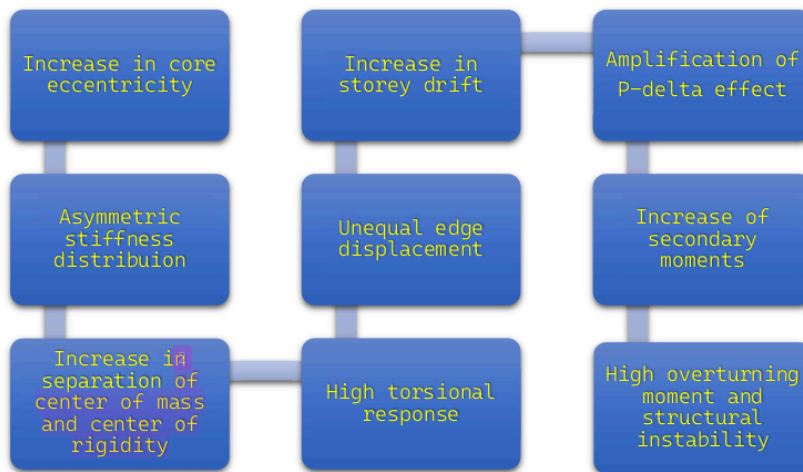 Increase in core
eccentricity
Asymmetric
stiffness
distribuion
Increase in
separation of
center of mass
and center of
rigidity
High torsional
response
Unequal edge
displacement
Increase in
storey drift
Amplification of
P-delta effect
Increase of
secondary
moments
High overturning
moment and
structural
instability